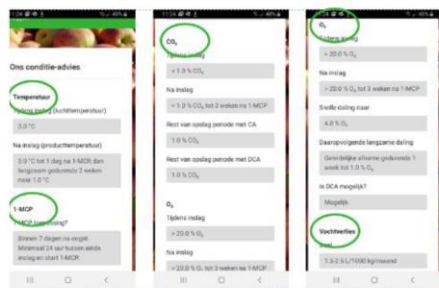 Ons conditie-advies
Temperatuur
Tijdens inslag (luchttemperatuur)
3.0 °C
Na inslag (producttemperatuur)
3.0 °C tot 1 dag na 1-MCP, dan
langzaam gedurende 2 weken
naar 1.0 °C
1-MCP
1-MCP toepassing?
Binnen 7 dagen na oogst.
Minimaal 24 uur tussen einde
inslag en start 1-MCP.
CO₂
Tijdens inslag
< 1.0 % CO₂
Na inslag
< 1.0 % CO₂ tot 3 weken na 1-MCP
Rest van opslag periode met CA
1.0 % CO₂
Rest van opslag periode met DCA
1.0 % CO₂
O₂
Tijdens inslag
> 20.0 % O₂
Na inslag
> 20.0 % O₂ tot 3 weken na 1-MCP
O₂
Tijdens inslag
> 20.0 % O₂
Na inslag
> 20.0 % O₂ tot 3 weken na 1-MCP
Snelle daling naar
4.0 % O₂
Daaropvolgende langzame daling
Geleidelijke afname gedurende 1
week tot 1.0 % O₂
Is DCA mogelijk?
Mogelijk
Vochtverlies
1.5-2.5 L/1000 kg/maand